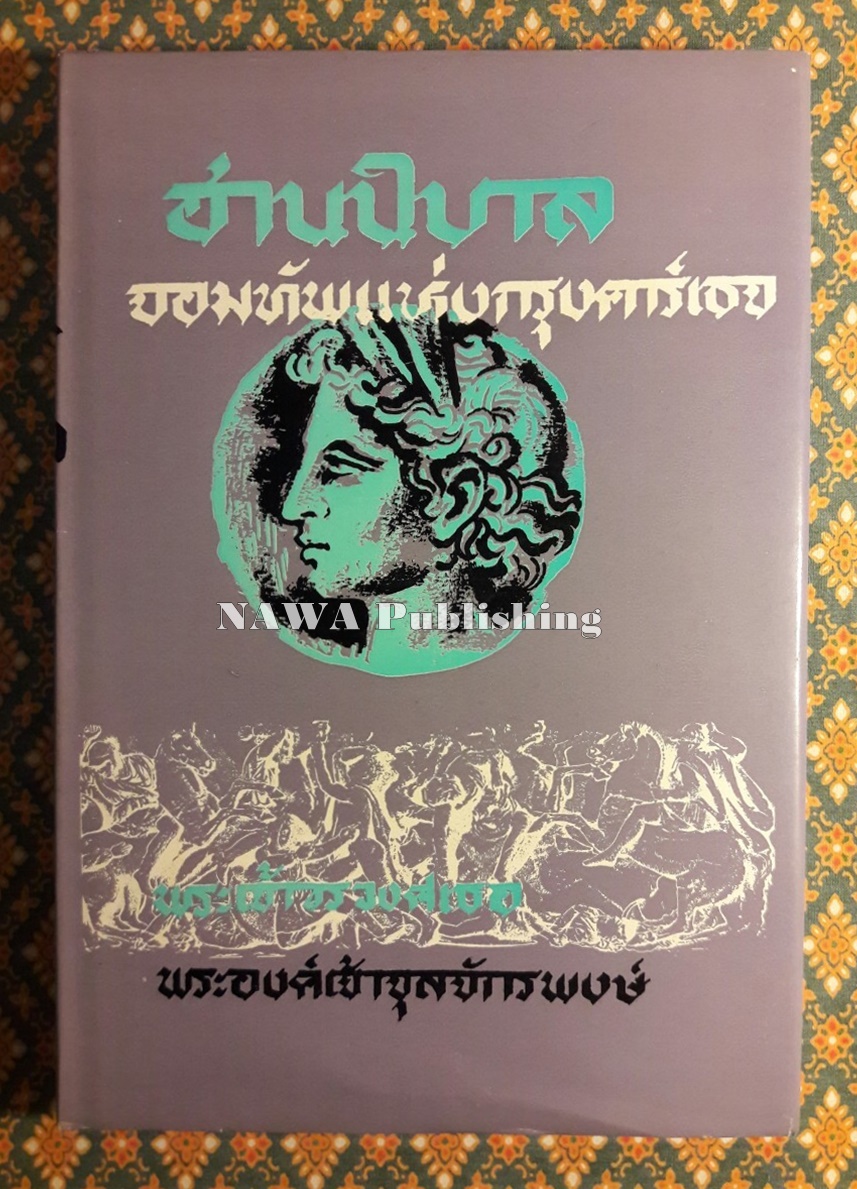 ฮานนิบาล
จอมทัพแห่งกรุงคาร์เธจ
NAWA Publishing
พระเจ้าวรวงศ์เธอ
พระองค์เจ้าจุลจักรพงษ์